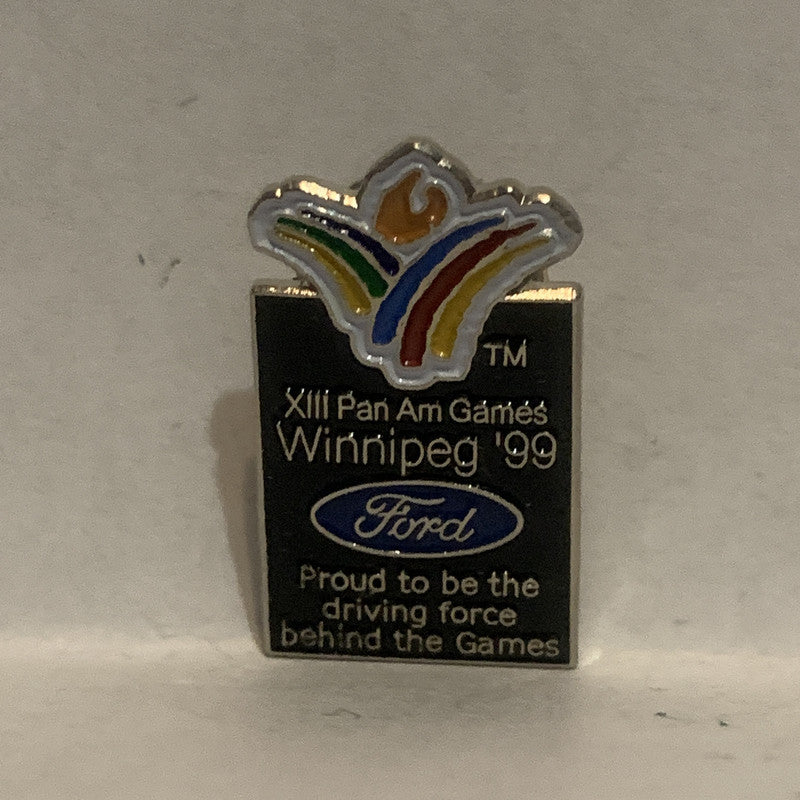 TM
XIII Pan Am Games
Winnipeg '99
Ford
Proud to be the
driving force
behind the Games